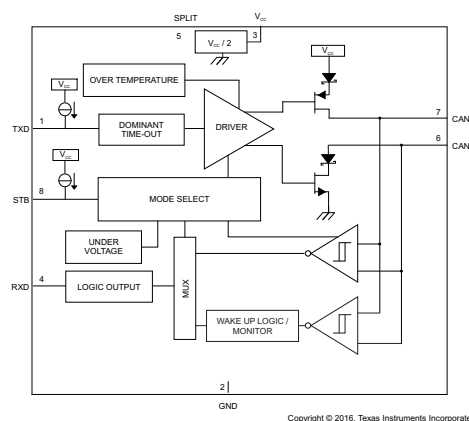 SPLIT
Vcc
5
3
Vcc / 2
Vcc
OVER TEMPERATURE
Vcc
TXD
1
DOMINANT
TIME-OUT
DRIVER
7
CAN
6
CAN
Vcc
STB
8
MODE SELECT
UNDER
VOLTAGE
RXD
4
LOGIC OUTPUT
MUX
WAKE UP LOGIC /
MONITOR
2
GND
Copyright © 2016, Texas Instruments Incorporate